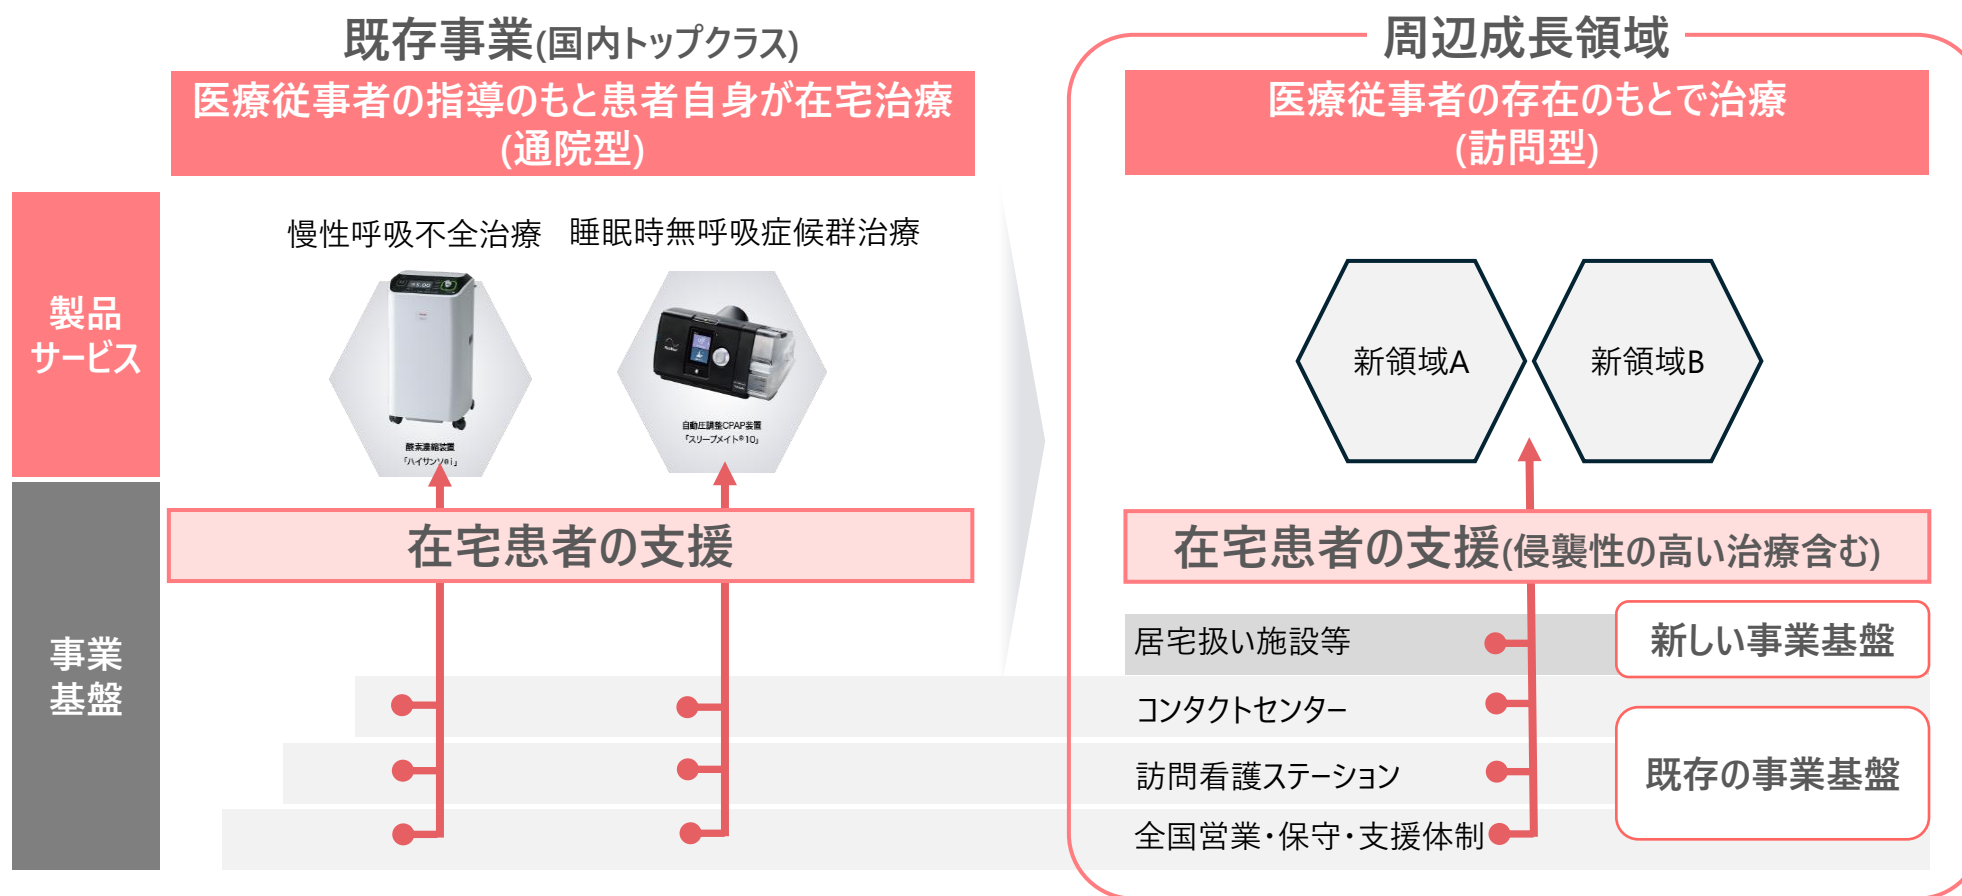 既存事業(国内トップクラス)
医療従事者の指導のもと患者自身が在宅治療
(通院型)
周辺成長領域
医療従事者の存在のもとで治療
(訪問型)
製品
サービス
慢性呼吸不全治療
睡眠時無呼吸症候群治療
酸素濃縮装置
「ハイサンソ®i」
自動圧調整CPAP装置
「スリープメイト®10」
新領域A
新領域B
事業
基盤
在宅患者の支援
在宅患者の支援(侵襲性の高い治療含む)
居宅扱い施設等
新しい事業基盤
コンタクトセンター
訪問看護ステーション
既存の事業基盤
全国営業・保守・支援体制